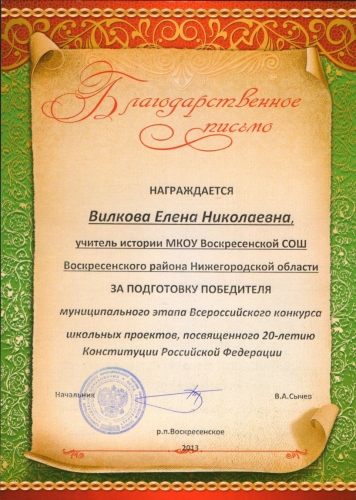 Благодарственное
письмо
НАГРАЖДАЕТСЯ
Вилкова Елена Николаевна,
учитель истории МКОУ Воскресенской СОШ
Воскресенского района Нижегородской области
ЗА ПОДГОТОВКУ ПОБЕДИТЕЛЯ
муниципального этапа Всероссийского конкурса
школьных проектов, посвященного 20-летию
Конституции Российской Федерации
Начальник В.А.Сычев
р.п.Воскресенское
2013